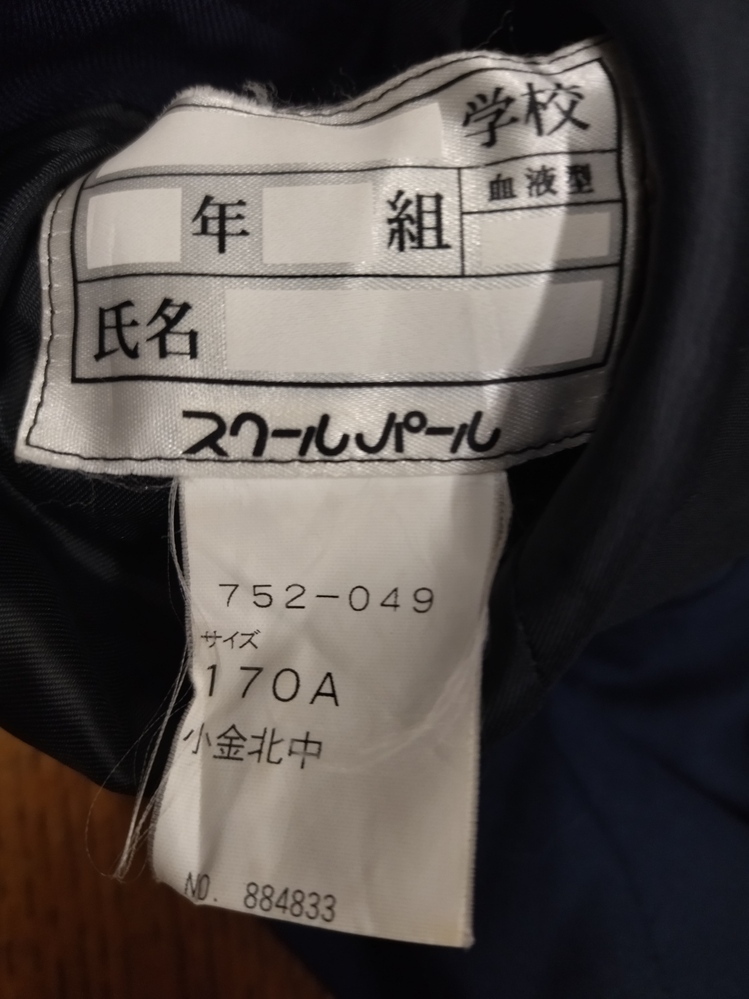 学校
年 組 血液型
氏名
スクールパール
752-049
サイズ
170A
小金北中
NO. 884833